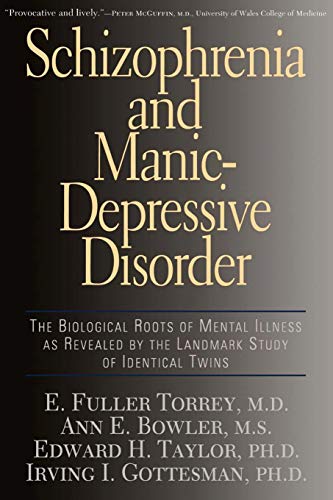 "Provocative and lively."—Peter McGuffin, M.D., University of Wales College of Medicine
Schizophrenia
and
Manic-
Depressive
Disorder
The Biological Roots of Mental Illness
as Revealed by the Landmark Study
of Identical Twins
E. Fuller Torrey, M.D.
Ann E. Bowler, M.S.
Edward H. Taylor, Ph.D.
Irving I. Gottesman, Ph.D.